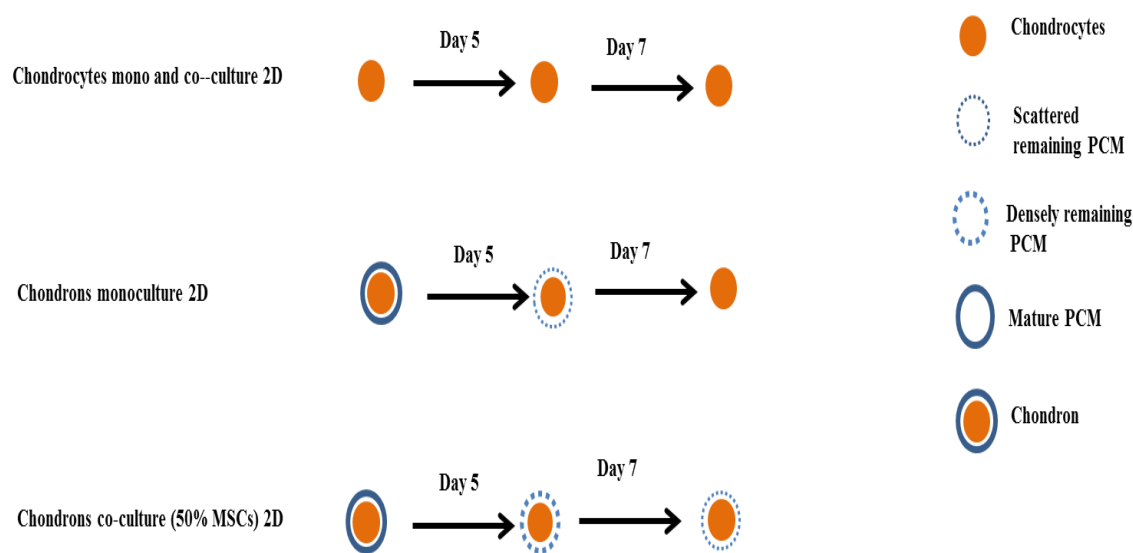 Chondrocytes mono and co--culture 2D
Day 5
Day 7
Chondrons monoculture 2D
Day 5
Day 7
Chondrons co-culture (50% MSCs) 2D
Day 5
Day 7
Chondrocytes
Scattered
remaining PCM
Densely remaining
PCM
Mature PCM
Chondron